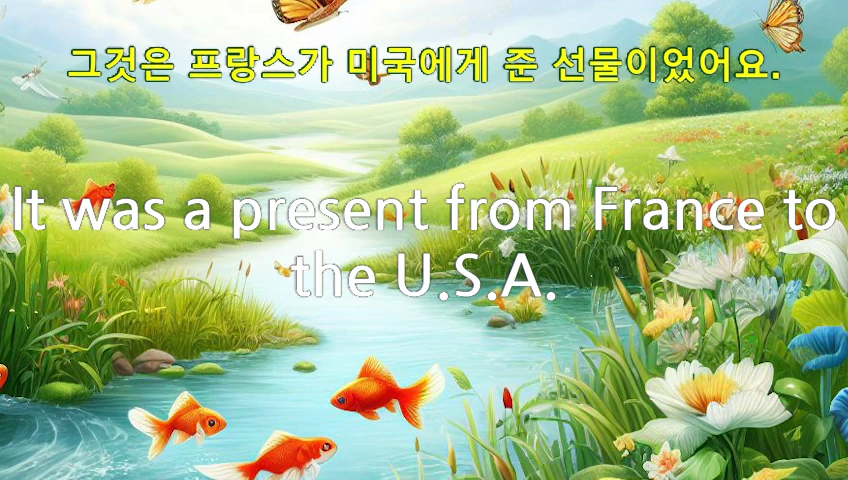 그것은 프랑스가 미국에게 준 선물이었어요.
It was a present from France to
the U.S.A.